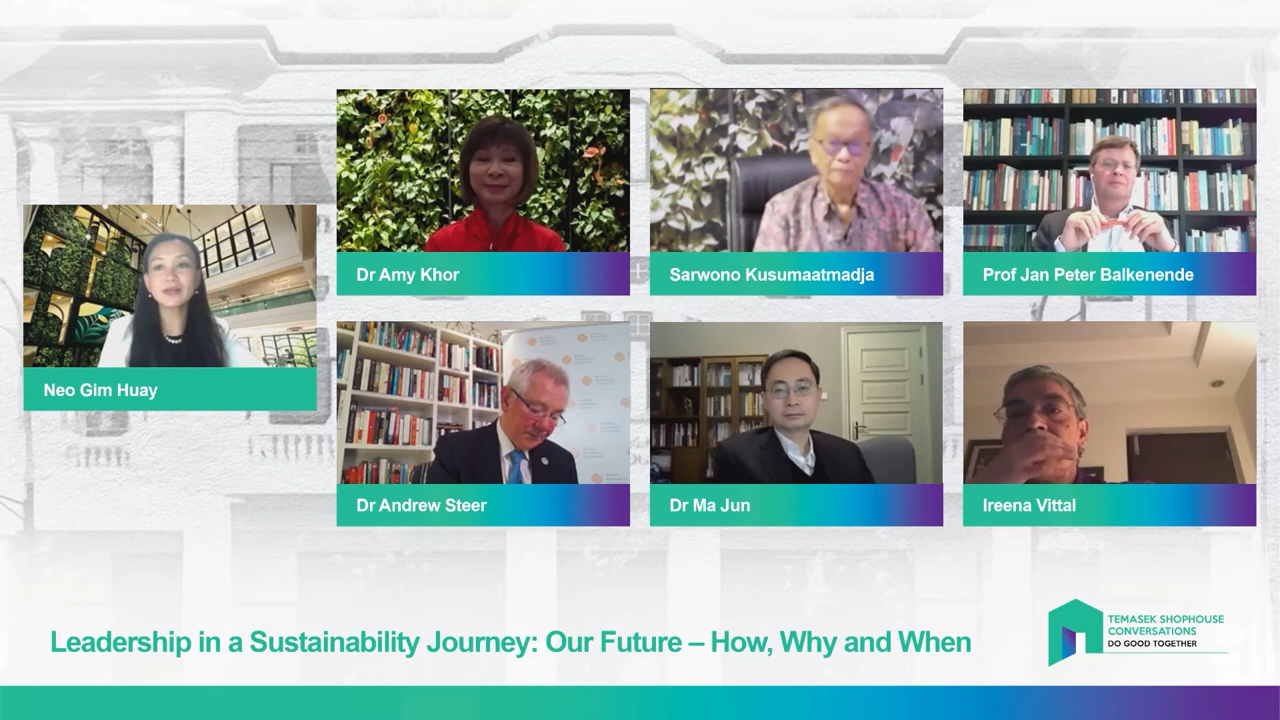 Dr Amy Khor
Sarwono Kusumaatmadja
Prof Jan Peter Balkenende
Neo Gim Huay
Dr Andrew Steer
Dr Ma Jun
Ireena Vittal
Leadership in a Sustainability Journey: Our Future – How, Why and When
TEMASEK SHOPHOUSE
CONVERSATIONS
DO GOOD TOGETHER